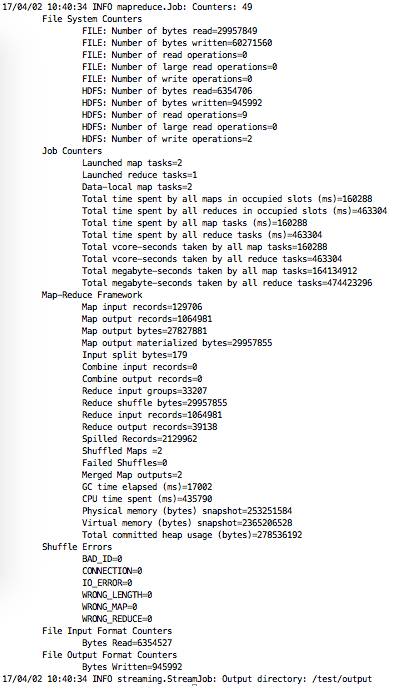 17/04/02 10:40:34 INFO mapreduce.Job: Counters: 49
File System Counters
FILE: Number of bytes read=29957849
FILE: Number of bytes written=60271560
FILE: Number of read operations=0
FILE: Number of large read operations=0
FILE: Number of write operations=0
HDFS: Number of bytes read=6354706
HDFS: Number of bytes written=945992
HDFS: Number of read operations=9
HDFS: Number of large read operations=0
HDFS: Number of write operations=2
Job Counters
Launched map tasks=2
Launched reduce tasks=1
Data-local map tasks=2
Total time spent by all maps in occupied slots (ms)=160288
Total time spent by all reduces in occupied slots (ms)=463304
Total time spent by all map tasks (ms)=160288
Total time spent by all reduce tasks (ms)=463304
Total vcore-seconds taken by all map tasks=160288
Total vcore-seconds taken by all reduce tasks=463304
Total megabyte-seconds taken by all map tasks=164134912
Total megabyte-seconds taken by all reduce tasks=474423296
Map-Reduce Framework
Map input records=129706
Map output records=1064981
Map output bytes=27827881
Map output materialized bytes=29957855
Input split bytes=179
Combine input records=0
Combine output records=0
Reduce input groups=33207
Reduce shuffle bytes=29957855
Reduce input records=1064981
Reduce output records=39138
Spilled Records=2129962
Shuffled Maps =2
Failed Shuffles=0
Merged Map outputs=2
GC time elapsed (ms)=17002
CPU time spent (ms)=435790
Physical memory (bytes) snapshot=253251584
Virtual memory (bytes) snapshot=2365206528
Total committed heap usage (bytes)=278536192
Shuffle Errors
BAD_ID=0
CONNECTION=0
IO_ERROR=0
WRONG_LENGTH=0
WRONG_MAP=0
WRONG_REDUCE=0
File Input Format Counters
Bytes Read=6354527
File Output Format Counters
Bytes Written=945992
17/04/02 10:40:34 INFO streaming.StreamJob: Output directory: /test/output